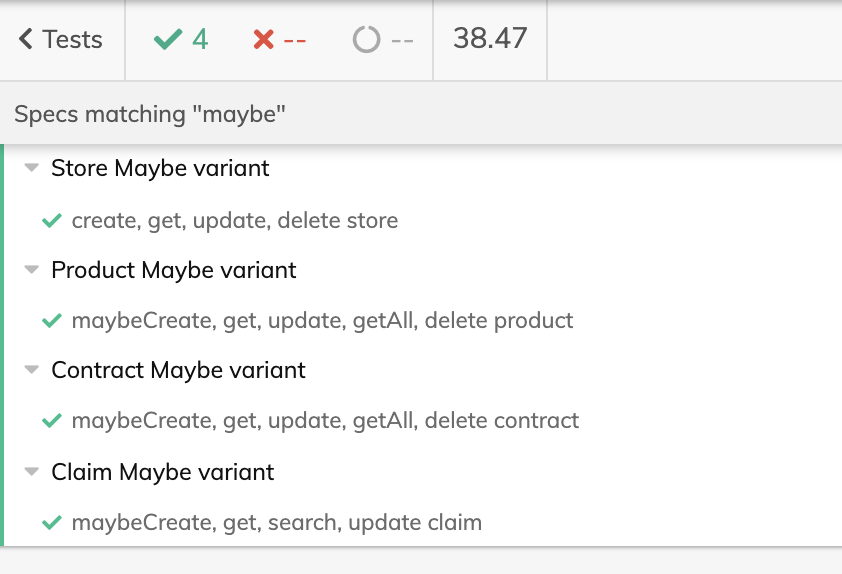 Tests 4 -- -- 38.47
Specs matching "maybe"
Store Maybe variant
create, get, update, delete store
Product Maybe variant
maybeCreate, get, update, getAll, delete product
Contract Maybe variant
maybeCreate, get, update, getAll, delete contract
Claim Maybe variant
maybeCreate, get, search, update claim